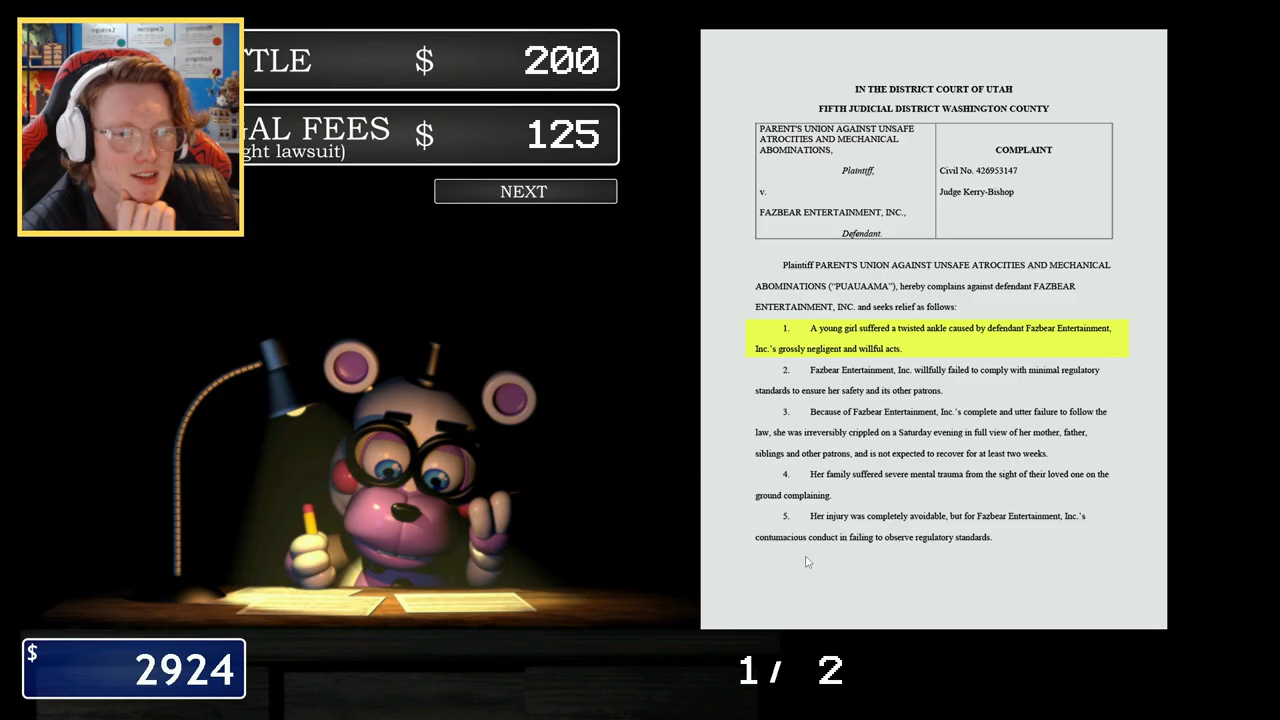 TLE $ 200
GAL FEES $ 125
ght lawsuit)
NEXT
IN THE DISTRICT COURT OF UTAH
FIFTH JUDICIAL DISTRICT WASHINGTON COUNTY
PARENT'S UNION AGAINST UNSAFE
ATROCITIES AND MECHANICAL
ABOMINATIONS,
Plaintiff,
v.
FAZBEAR ENTERTAINMENT, INC.,
Defendant.
COMPLAINT
Civil No. 426953147
Judge Kerry-Bishop
Plaintiff PARENT'S UNION AGAINST UNSAFE ATROCITIES AND MECHANICAL
ABOMINATIONS (“PUAUAAMA”), hereby complains against defendant FAZBEAR
ENTERTAINMENT, INC. and seeks relief as follows:
1. A young girl suffered a twisted ankle caused by defendant Fazbear Entertainment,
Inc.’s grossly negligent and willful acts.
2. Fazbear Entertainment, Inc. willfully failed to comply with minimal regulatory
standards to ensure her safety and its other patrons.
3. Because of Fazbear Entertainment, Inc.’s complete and utter failure to follow the
law, she was irreversibly crippled on a Saturday evening in full view of her mother, father,
siblings and other patrons, and is not expected to recover for at least two weeks.
4. Her family suffered severe mental trauma from the sight of their loved one on the
ground complaining.
5. Her injury was completely avoidable, but for Fazbear Entertainment, Inc.’s
contumacious conduct in failing to observe regulatory standards.
$ 2924
1 / 2